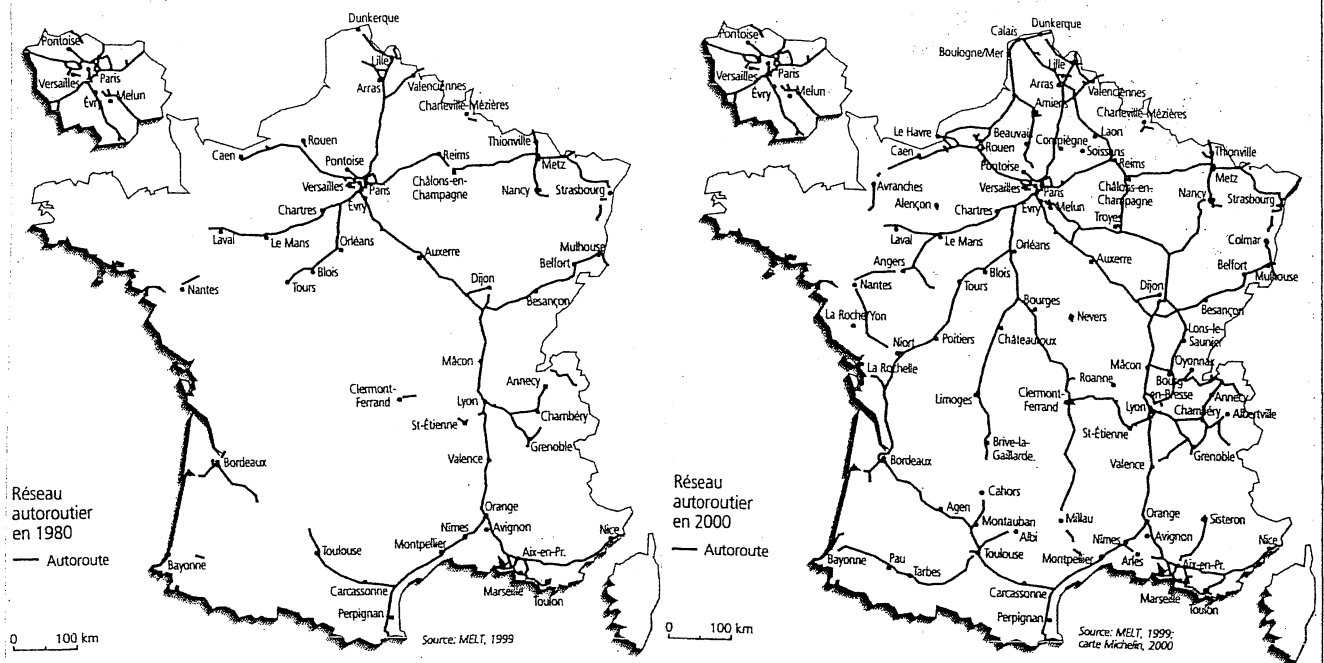 Dunkerque
Pontoise
Lille
Versailles
Paris
Arras
Valenciennes
Évry
Melun
Charleville-Mézières
Rouen
Thionville
Caen
Pontoise
Reims
Metz
Versailles
Paris
Châlons-en-
Champagne
Nancy
Strasbourg
Évry
Chartres
Laval
Le Mans
Orléans
Auxerre
Mulhouse
Blois
Belfort
Tours
Dijon
Nantes
Besançon
Mâcon
Annecy
Clermont-
Ferrand
Lyon
Chambéry
St-Étienne
Grenoble
Valence
Bordeaux
Réseau
autoroutier
en 1980
Autoroute
Orange
Nîmes
Avignon
Nice
Montpellier
Toulouse
Aix-en-Pr.
Bayonne
Marseille
Toulon
Carcassonne
Perpignan
0 100 km
Source: MELT, 1999
Dunkerque
Calais
Pontoise
Boulogne/Mer
Lille
Versailles
Paris
Arras
Valenciennes
Évry
Melun
Amiens
Charleville-Mézières
Le Havre
Beauvais
Compiègne
Laon
Caen
Rouen
Soissons
Thionville
Pontoise
Reims
Metz
Avranches
Versailles
Paris
Châlons-en-
Champagne
Nancy
Strasbourg
Alençon
Évry
Melun
Chartres
Troyes
Laval
Le Mans
Orléans
Colmar
Angers
Auxerre
Belfort
Mulhouse
Blois
Nantes
Tours
Dijon
Bourges
Besançon
La Roche/Yon
Nevers
Lons-le-
Saunier
Niort
Poitiers
Châteauroux
Mâcon
Oyonnax
La Rochelle
Roanne
Bourg-
en-Bresse
Annecy
Limoges
Clermont-
Ferrand
Lyon
Chambéry
Albertville
St-Étienne
Brive-la-
Gaillarde
Grenoble
Valence
Bordeaux
Réseau
autoroutier
en 2000
Autoroute
Cahors
Agen
Orange
Sisteron
Montauban
Millau
Albi
Avignon
Nîmes
Nice
Toulouse
Montpellier
Arles
Aix-en-Pr.
Bayonne
Pau
Tarbes
Marseille
Toulon
Carcassonne
Perpignan
0 100 km
Source: MELT, 1999;
carte Michelin, 2000